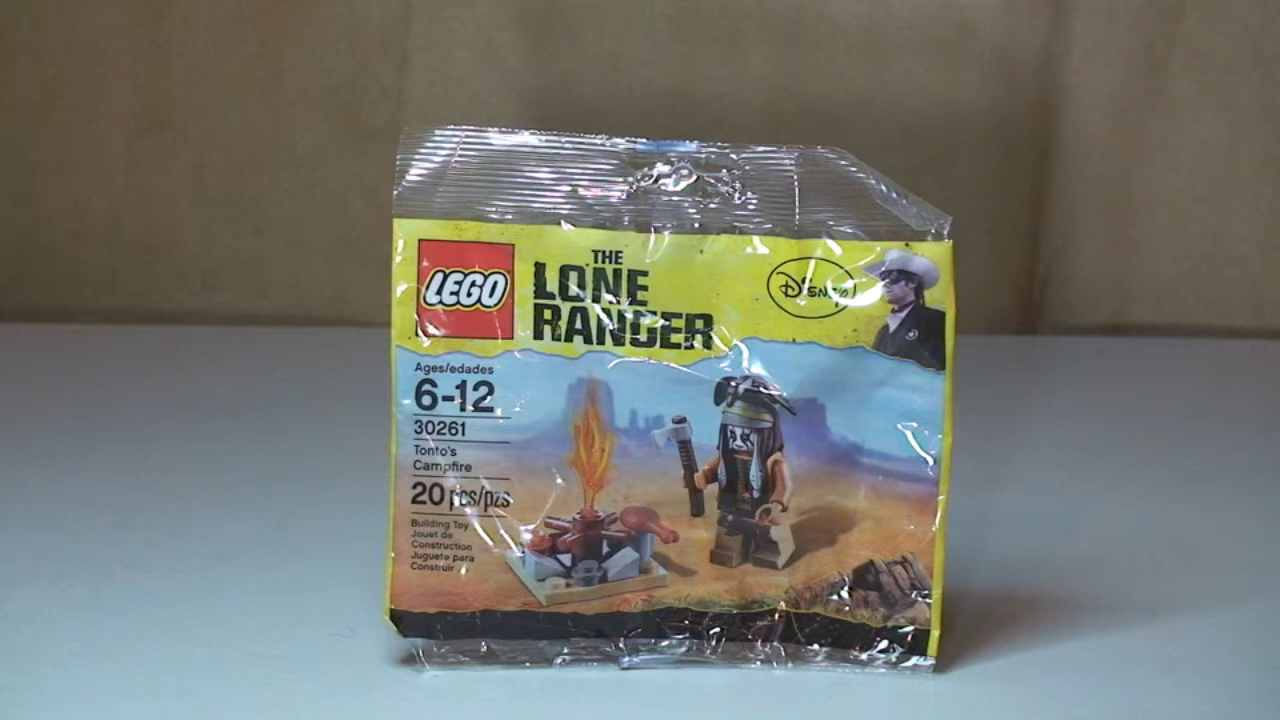 LEGO
THE
LONE
RANGER
DISNEY
Ages/edades
6-12
30261
Tonto's
Campfire
20 pcs/pzs
Building Toy
Jouet de
Construction
Juguete para
Construir